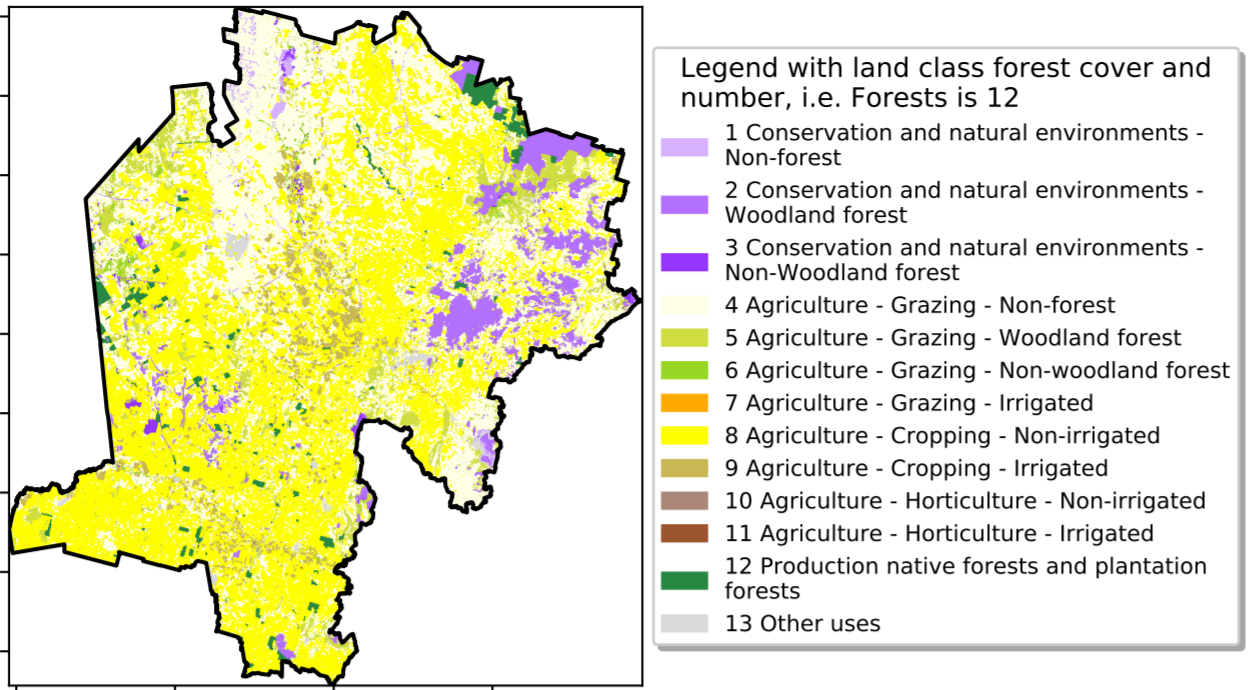 Legend with land class forest cover and
number, i.e. Forests is 12
1 Conservation and natural environments -
Non-forest
2 Conservation and natural environments -
Woodland forest
3 Conservation and natural environments -
Non-Woodland forest
4 Agriculture - Grazing - Non-forest
5 Agriculture - Grazing - Woodland forest
6 Agriculture - Grazing - Non-woodland forest
7 Agriculture - Grazing - Irrigated
8 Agriculture - Cropping - Non-irrigated
9 Agriculture - Cropping - Irrigated
10 Agriculture - Horticulture - Non-irrigated
11 Agriculture - Horticulture - Irrigated
12 Production native forests and plantation
forests
13 Other uses